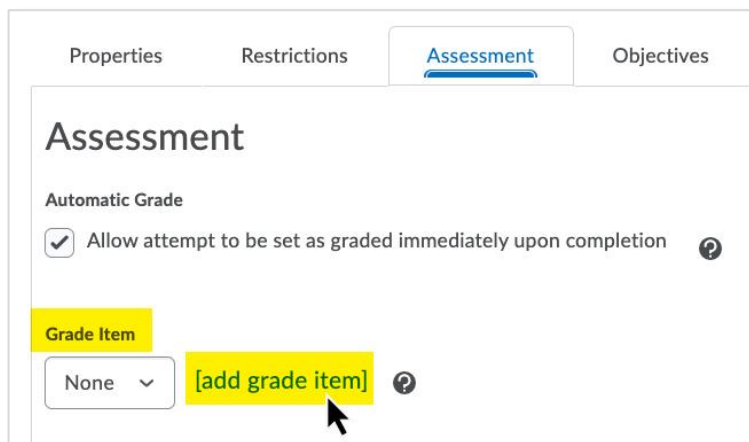 Properties Restrictions Assessment Objectives
Assessment
Automatic Grade
Allow attempt to be set as graded immediately upon completion ?
Grade Item
None [add grade item] ?